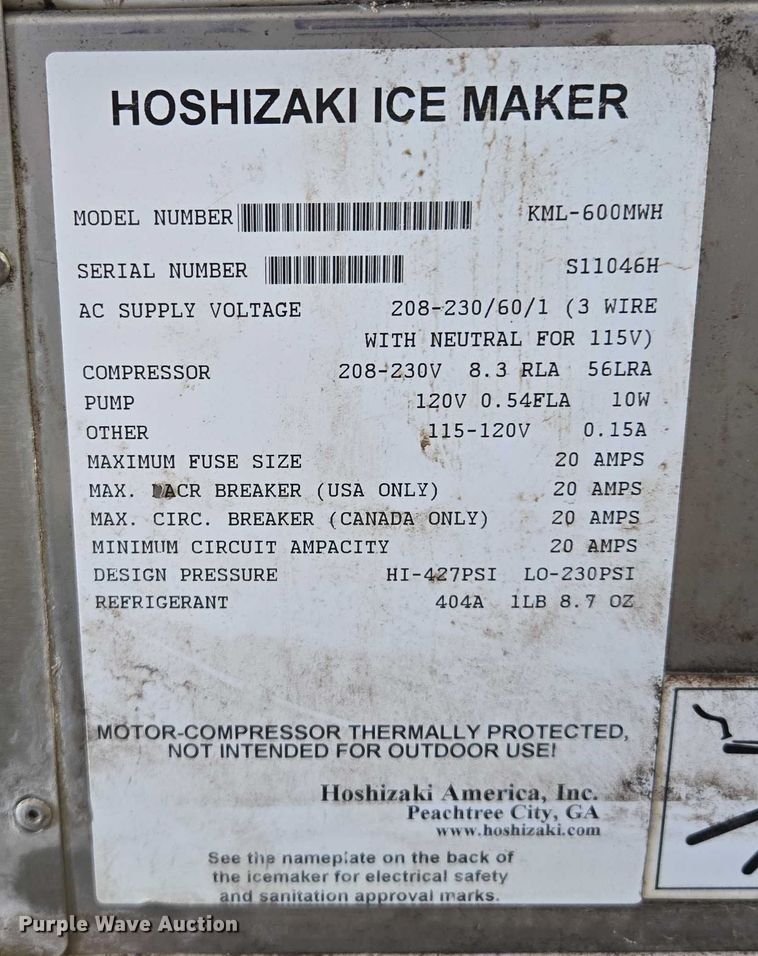 HOSHIZAKI ICE MAKER
MODEL NUMBER KML-600MWH
SERIAL NUMBER S11046H
AC SUPPLY VOLTAGE 208-230/60/1 (3 WIRE
WITH NEUTRAL FOR 115V)
COMPRESSOR 208-230V 8.3 RLA 56LRA
PUMP 120V 0.54FLA 10W
OTHER 115-120V 0.15A
MAXIMUM FUSE SIZE 20 AMPS
MAX. HACR BREAKER (USA ONLY) 20 AMPS
MAX. CIRC. BREAKER (CANADA ONLY) 20 AMPS
MINIMUM CIRCUIT AMPACITY 20 AMPS
DESIGN PRESSURE HI-427PSI LO-230PSI
REFRIGERANT 404A 1LB 8.7 OZ
MOTOR-COMPRESSOR THERMALLY PROTECTED,
NOT INTENDED FOR OUTDOOR USE!
Hoshizaki America, Inc.
Peachtree City, GA
www.hoshizaki.com
See the nameplate on the back of
the icemaker for electrical safety
and sanitation approval marks.
Purple Wave Auction